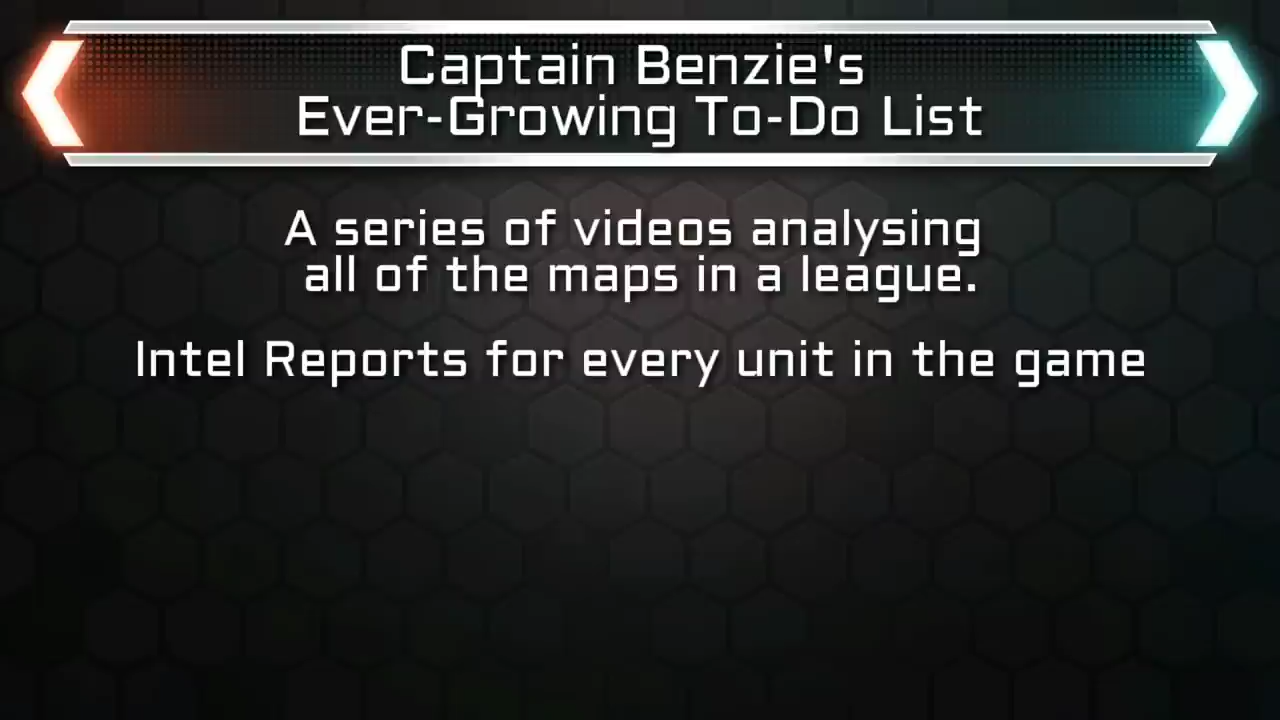 Captain Benzie's
Ever-Growing To-Do List
A series of videos analysing
all of the maps in a league.
Intel Reports for every unit in the game